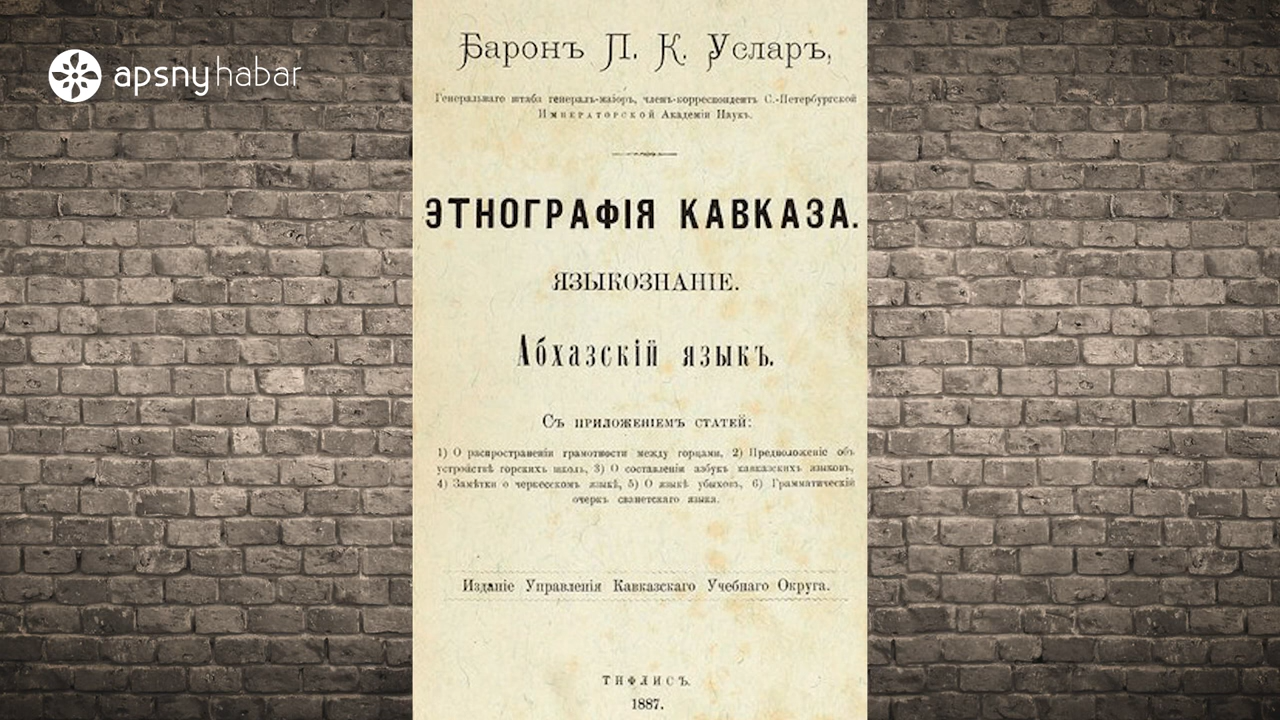 apsnyhabar
Баронъ П. К. Усларъ,
Генеральнаго штаба генералъ-маіоръ, членъ-корреспондентъ С.-Петербургской
Императорской Академіи Наукъ.
ЭТНОГРАФІЯ КАВКАЗА.
ЯЗЫКОЗНАНІЕ.
Абхазскій языкъ.
Съ приложеніемъ статей:
1) О распространеніи грамотности между горцами, 2) Предположеніе объ
устройствѣ горскихъ школъ, 3) О составленіи азбукъ кавказскихъ языковъ,
4) Замѣтки о черкесскомъ языкѣ, 5) О языкѣ убыховъ, 6) Грамматическій
очеркъ сванетскаго языка.
Изданіе Управленія Кавказскаго Учебнаго Округа.
ТИФЛИСЪ.
1887.